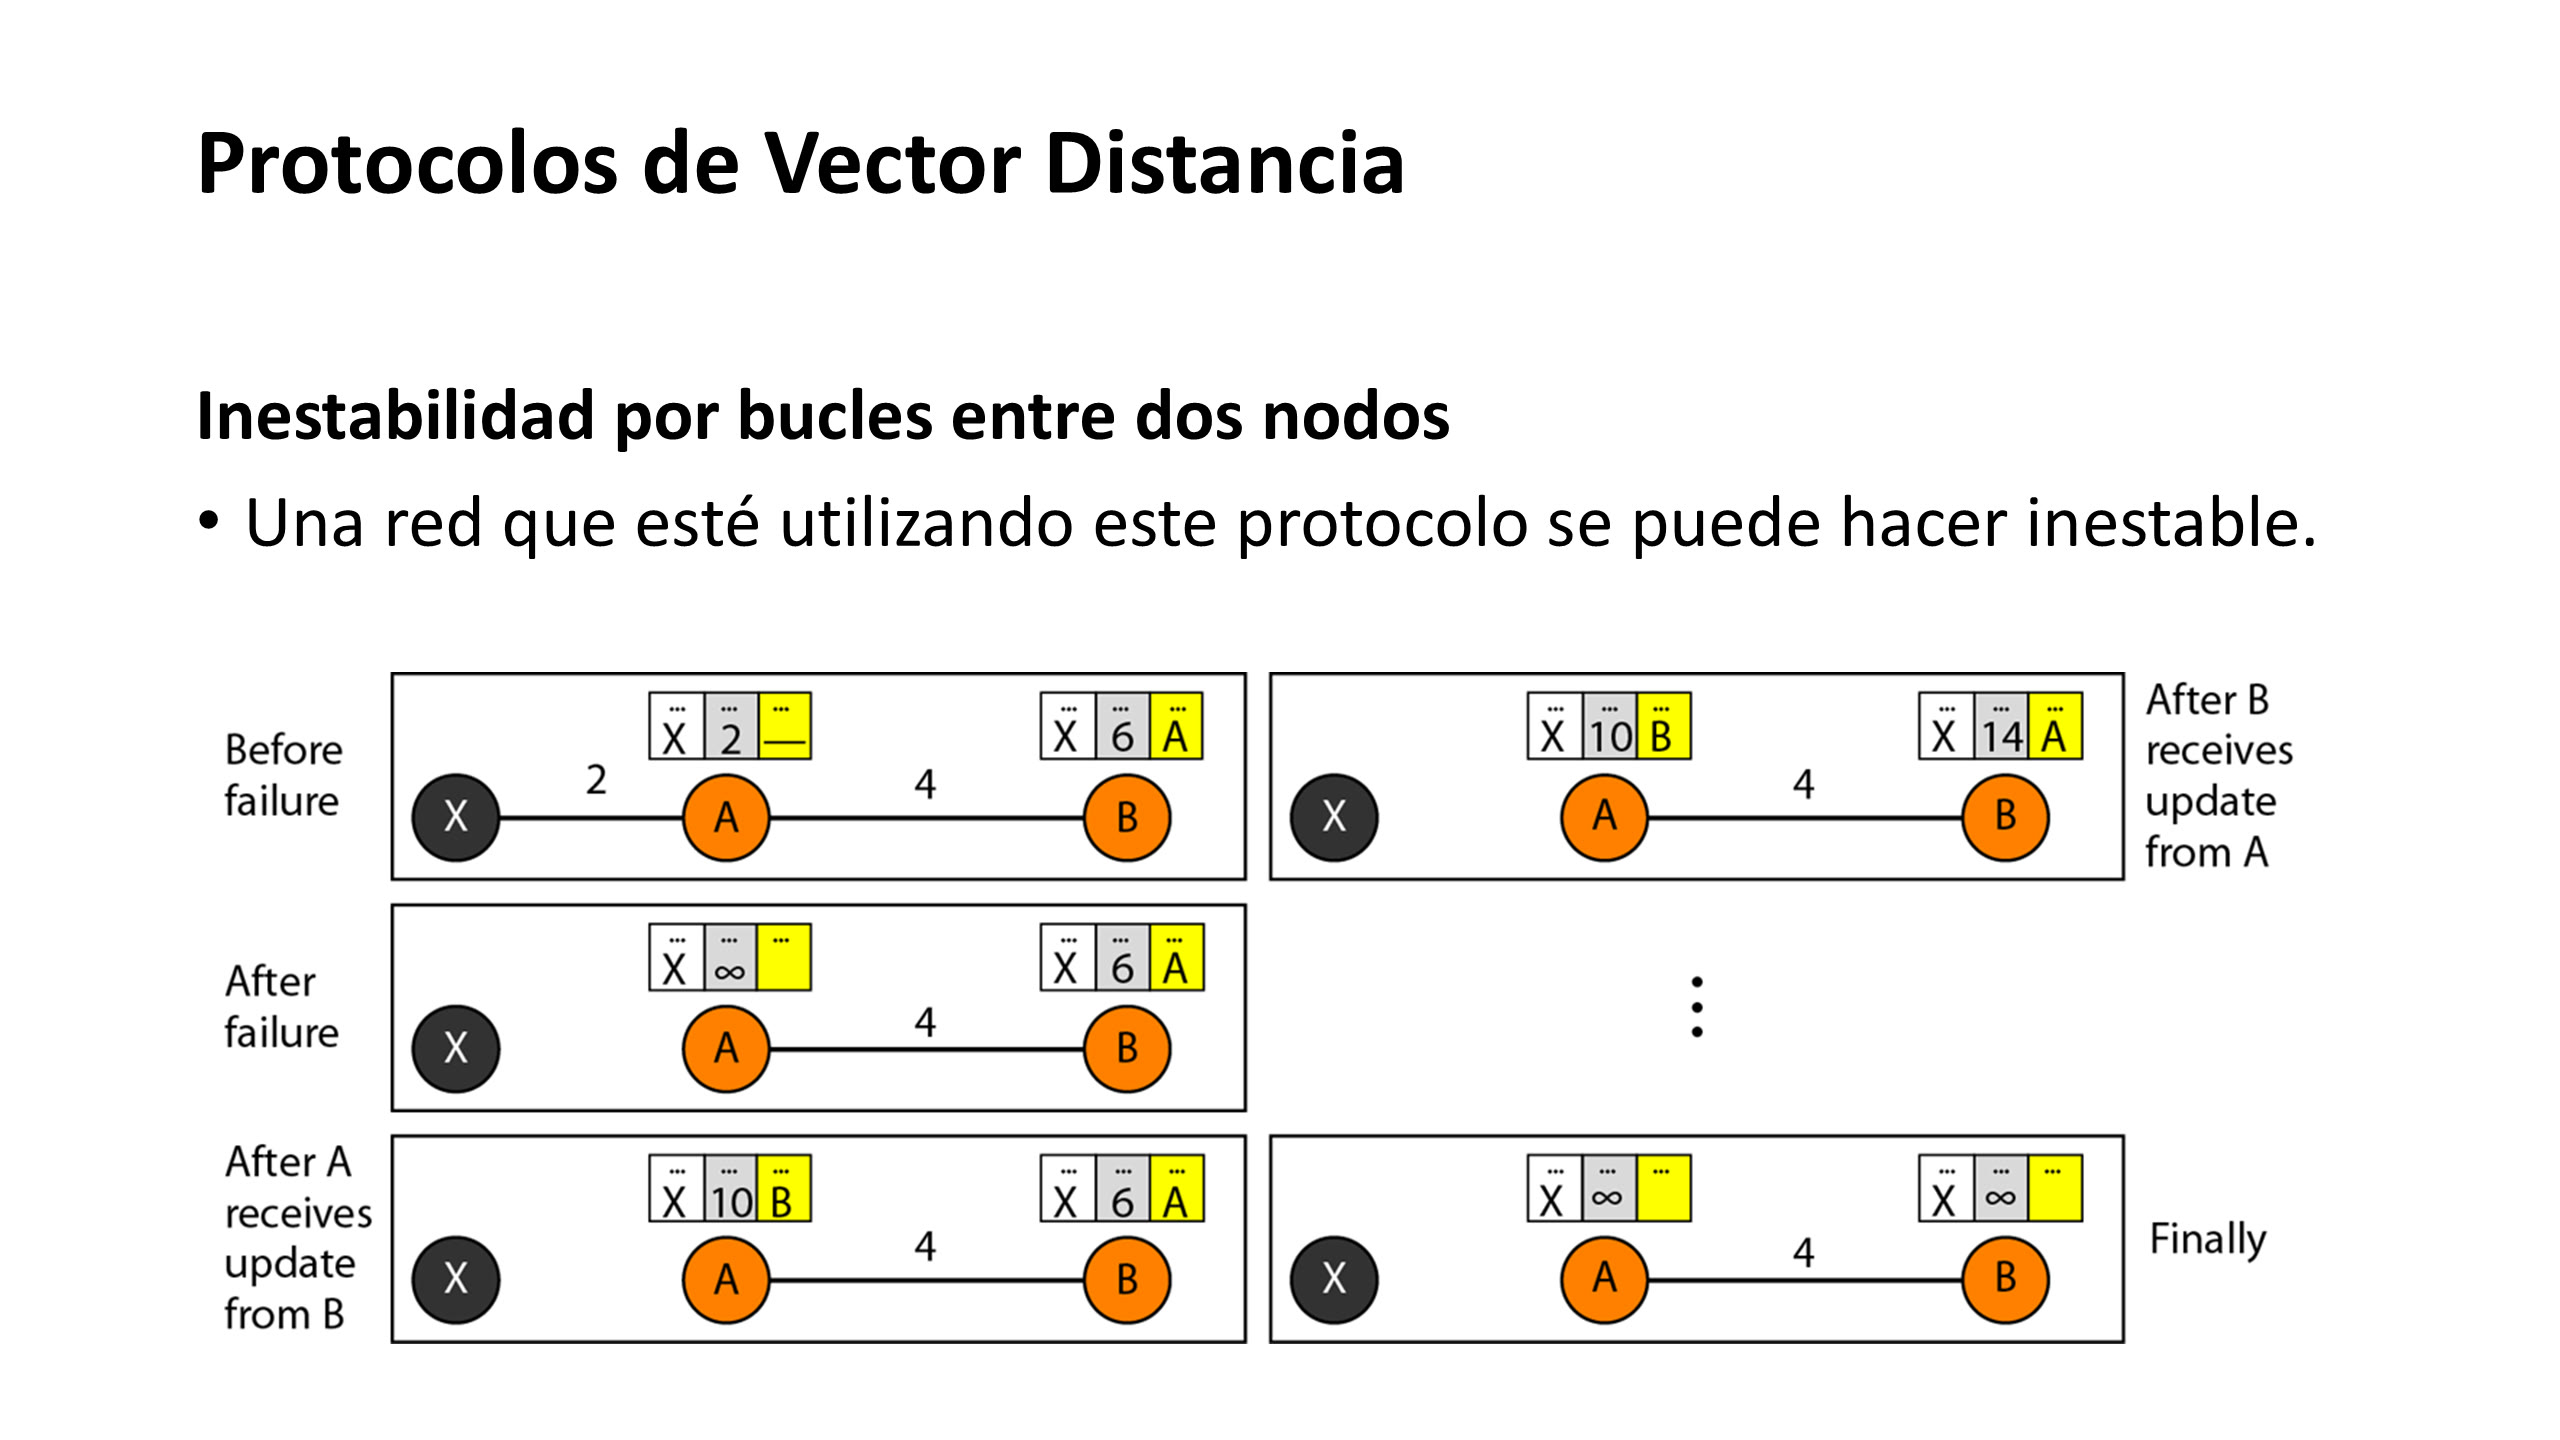 Protocolos de Vector Distancia
Inestabilidad por bucles entre dos nodos
• Una red que esté utilizando este protocolo se puede hacer inestable.
Before
failure
... ... ...
X 2 —
... ... ...
X 6 A
X 2 A 4 B
After
failure
... ... ...
X ∞
... ... ...
X 6 A
X A 4 B
After A
receives
update
from B
... ... ...
X 10 B
... ... ...
X 6 A
X A 4 B
After B
receives
update
from A
... ... ...
X 10 B
... ... ...
X 14 A
X A 4 B
⋮
Finally
... ... ...
X ∞
... ... ...
X ∞
X A 4 B